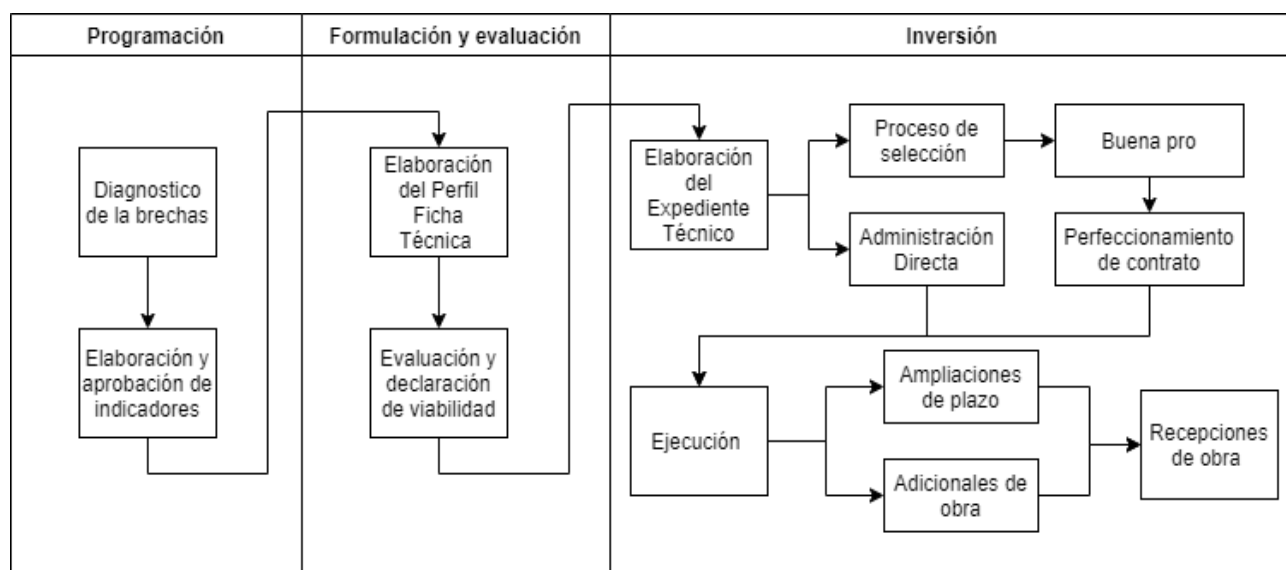 Programación
Formulación y evaluación
Inversión
Diagnostico
de la brechas
Elaboración y
aprobación de
indicadores
Elaboración
del Perfil
Ficha
Técnica
Evaluación y
declaración
de viabilidad
Elaboración
del
Expediente
Técnico
Proceso de
selección
Buena pro
Administración
Directa
Perfeccionamiento
de contrato
Ejecución
Ampliaciones
de plazo
Adicionales de
obra
Recepciones
de obra